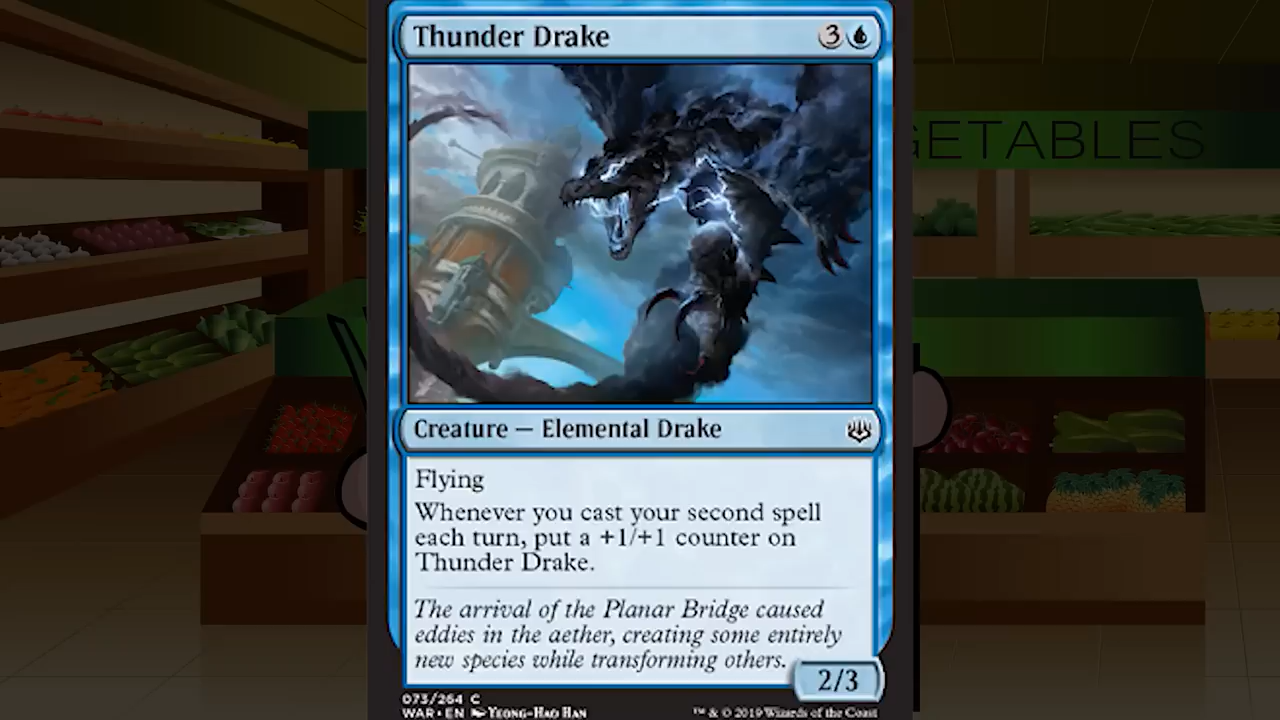 Thunder Drake
3
GETABLES
Creature — Elemental Drake
Flying
Whenever you cast your second spell
each turn, put a +1/+1 counter on
Thunder Drake.
The arrival of the Planar Bridge caused
eddies in the aether, creating some entirely
new species while transforming others.
2/3
073/264 C
WAR • EN Yeong-Hao Han
™ & © 2019 Wizards of the Coast